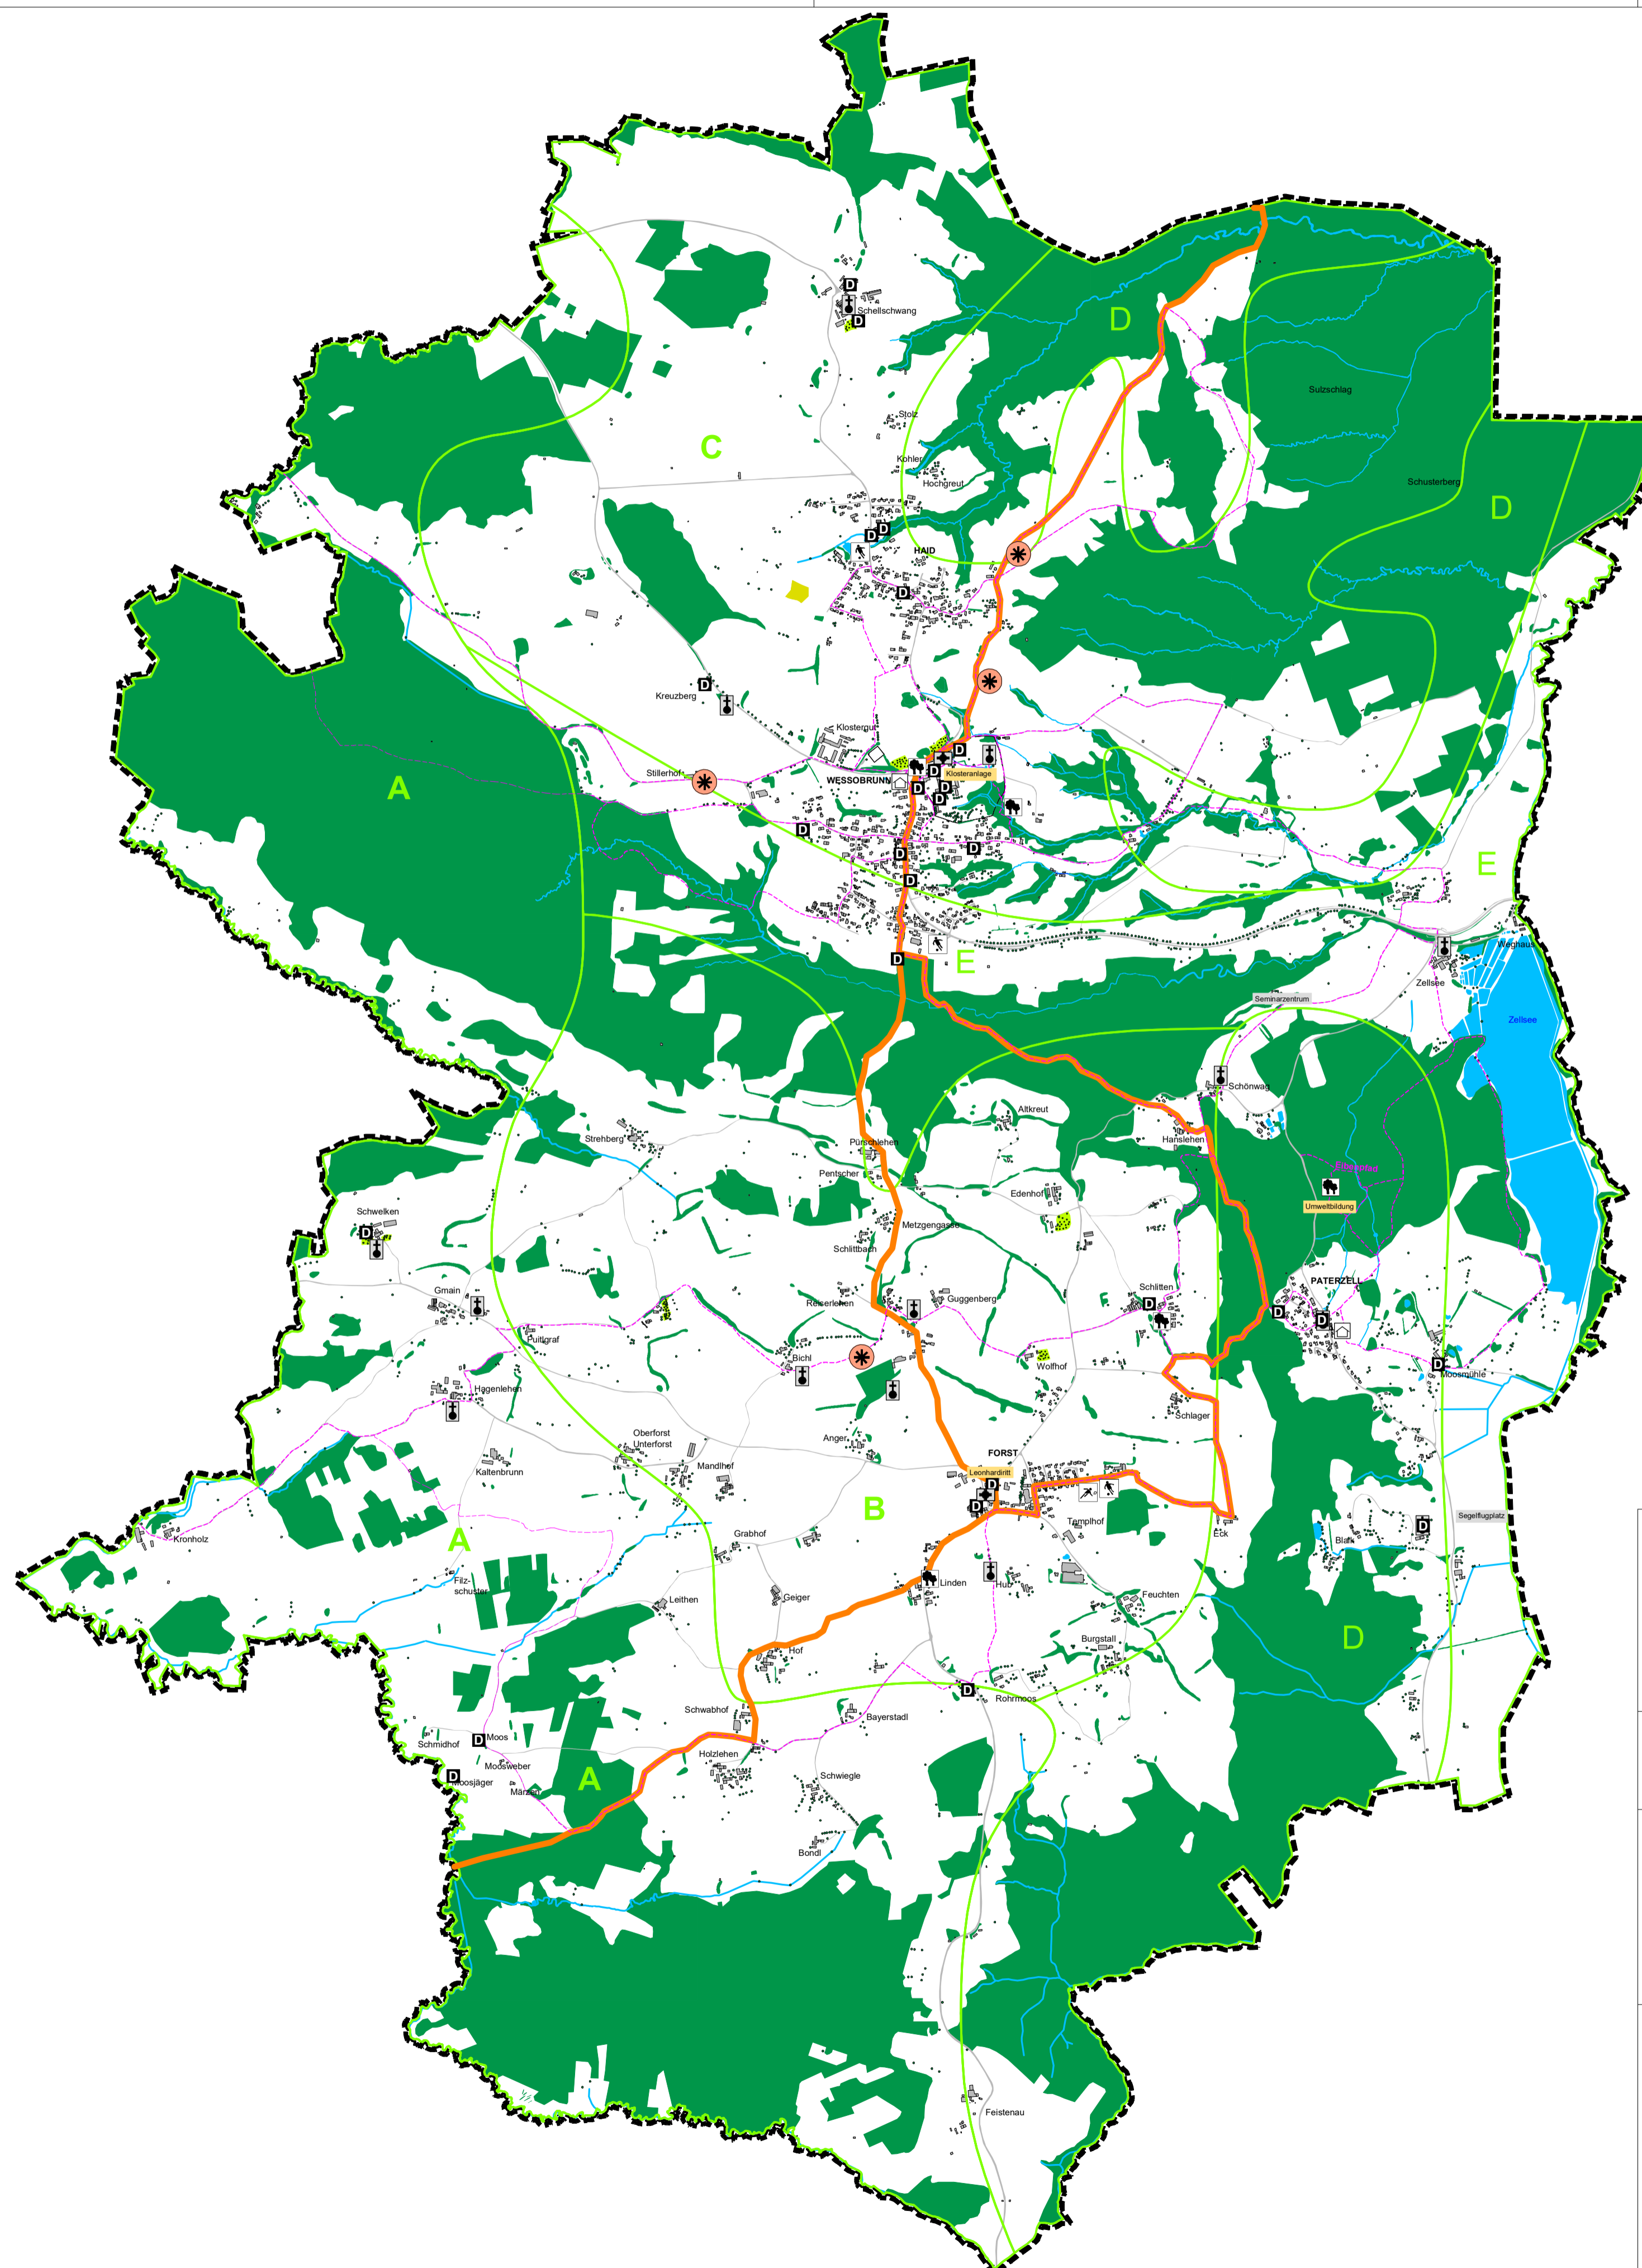 D
Schellschwang
D
D
Sulzschlag
Stolz
C
Kohler
Hochgreut
Schusterberg
D
D
D
HAID
D
D
Kreuzberg
Klostergut
D
Stillerhof
WESSOBRUNN
D
Klosteranlage
A
D
D
D
D
D
D
E
D
Weghaus
D
E
Zellsee
Seminarzentrum
Zellsee
Schönwag
Altkreut
Strehberg
Pürschlehen
Hanslehen
Pentscher
Edenhof
Umweltbildung
Schwelken
D
Metzgengasse
Schlittbach
PATERZELL
Gmain
Schlitten
Guggenberg
Reiserlehen
D
D
D
Puitlgraf
Bichl
Wolfhof
D
Moosmühle
Hagenlehen
Schlager
Oberforst
Unterforst
Anger
FORST
Mandlhof
Kaltenbrunn
Leonhardiritt
D
B
D
Segelflugplatz
Templhof
D
Kronholz
A
Grabhof
Eck
Blaik
Filz-
schuster
Linden
Hub
Geiger
Leithen
Feuchten
Burgstall
D
Hof
D
Rohrmoos
Schwabhof
Bayerstadl
D
Moos
Schmidhof
Holzlehen
Moosweber
D
Moosjäger
A
Schwiegle
Märzen
Bondl
Feistenau